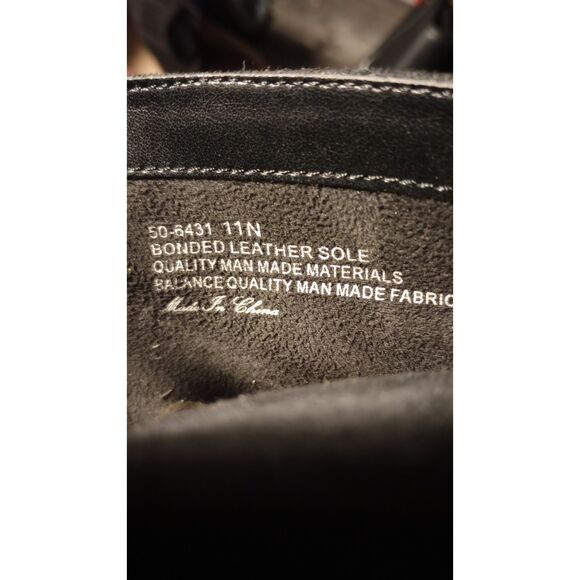 50-6431 11N
BONDED LEATHER SOLE
QUALITY MAN MADE MATERIALS
BALANCE QUALITY MAN MADE FABRIC
Made In China